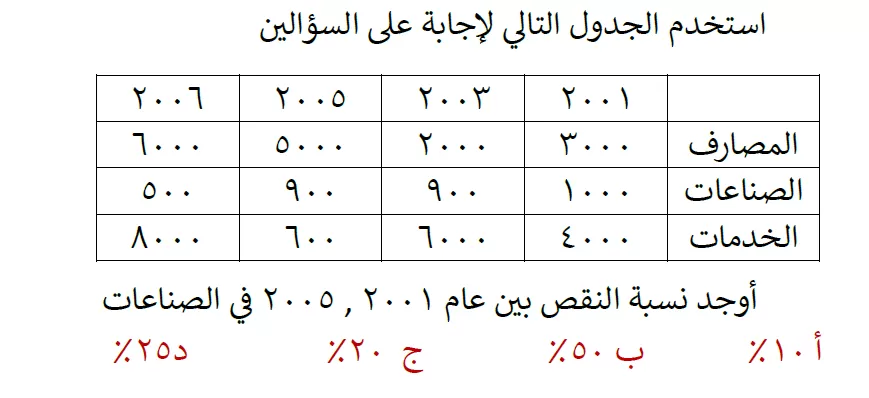 استخدم الجدول التالي لإجابة على السؤالين
٢٠٠١ ٢٠٠٣ ٢٠٠٥ ٢٠٠٦
المصارف ٣٠٠٠ ٢٠٠٠ ٥٠٠٠ ٦٠٠٠
الصناعات ١٠٠٠ ٩٠٠ ٩٠٠ ٥٠٠
الخدمات ٤٠٠٠ ٦٠٠٠ ٦٠٠ ٨٠٠٠
أوجد نسبة النقص بين عام ٢٠٠١ , ٢٠٠٥ في الصناعات
أ ١٠٪ ب ٥٠٪ ج ٢٠٪ د٢٥٪